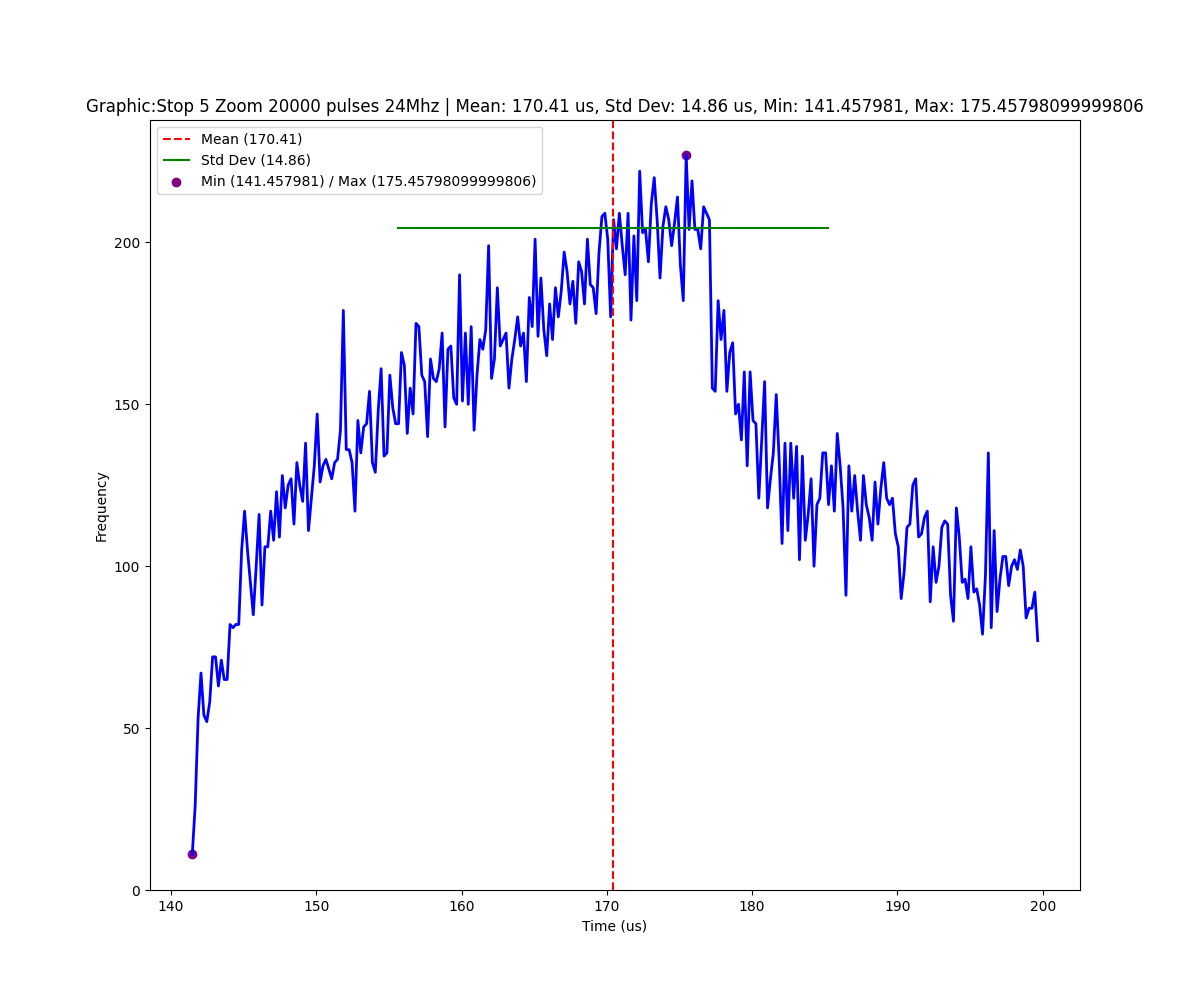 Graphic:Stop 5 Zoom 20000 pulses 24Mhz | Mean: 170.41 us, Std Dev: 14.86 us, Min: 141.457981, Max: 175.45798099999806
Mean (170.41)
Std Dev (14.86)
Min (141.457981) / Max (175.45798099999806)
Frequency
200
150
100
50
0
140 150 160 170 180 190 200
Time (us)